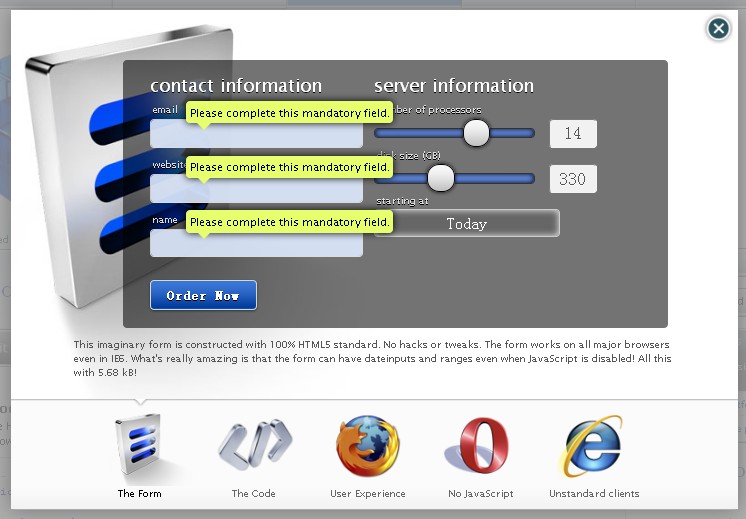 contact information
server information
email
Please complete this mandatory field.
of processors
14
website
Please complete this mandatory field.
size (GB)
330
starting at
name
Please complete this mandatory field.
Today
Order Now
This imaginary form is constructed with 100% HTML5 standard. No hacks or tweaks. The form works on all major browsers
even in IE6. What's really amazing is that the form can have dateinputs and ranges even when JavaScript is disabled! All this
with 5.68 kB!
The Form
The Code
User Experience
No JavaScript
Unstandard clients